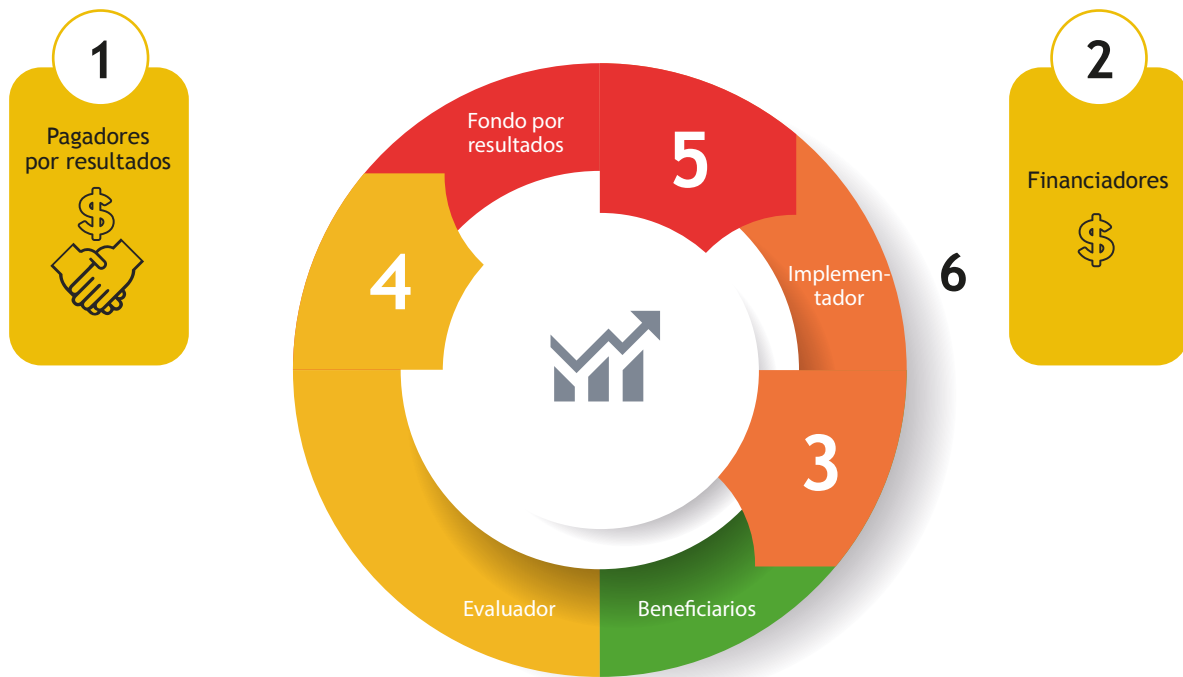 1
Pagadores
por resultados
$
2
Financiadores
$
Fondo por
resultados
5
4
Implemen-
tador
6
3
Evaluador
Beneficiarios